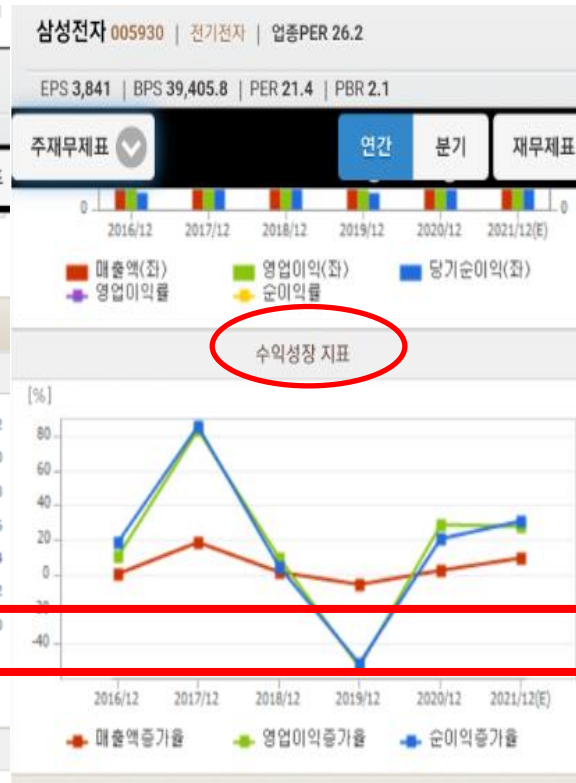 삼성전자 005930 | 전기전자 | 업종PER 26.2
EPS 3,841 | BPS 39,405.8 | PER 21.4 | PBR 2.1
주재무제표 연간 분기 재무제표
0 0
2016/12 2017/12 2018/12 2019/12 2020/12 2021/12(E)
매출액(좌) 영업이익(좌) 당기순이익(좌)
영업이익률 순이익률
수익성장 지표
[%]
80
60
40
20
0
-20
-40
2016/12 2017/12 2018/12 2019/12 2020/12 2021/12(E)
매출액증가율 영업이익증가율 순이익증가율